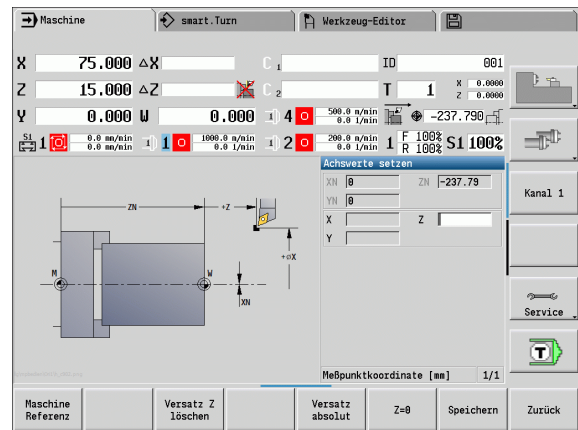 Maschine
smart.Turn
Werkzeug-Editor
X 75.000 △X C 1 ID 001
Z 15.000 △Z C 2 T 1 X 0.0000 Z 0.0000
Y 0.000 U 0.000 4 500.0 m/min 0.0 m/min -237.790
S1 1 0.0 mm/min 0.0 mm/min 1 1000.0 m/min 0.0 1/min 2 200.0 m/min 0.0 1/min 1 F 100% R 100% S1 100%
Achswerte setzen
XN 0 ZN -237.79
YN 0
X Z
Y
ZN
+Z
+øX
M
W
XN
Meßpunktkoordinate [mm] 1/1
Kanal 1
Service
T
Maschine Referenz
Versatz Z löschen
Versatz absolut
Z=0
Speichern
Zurück